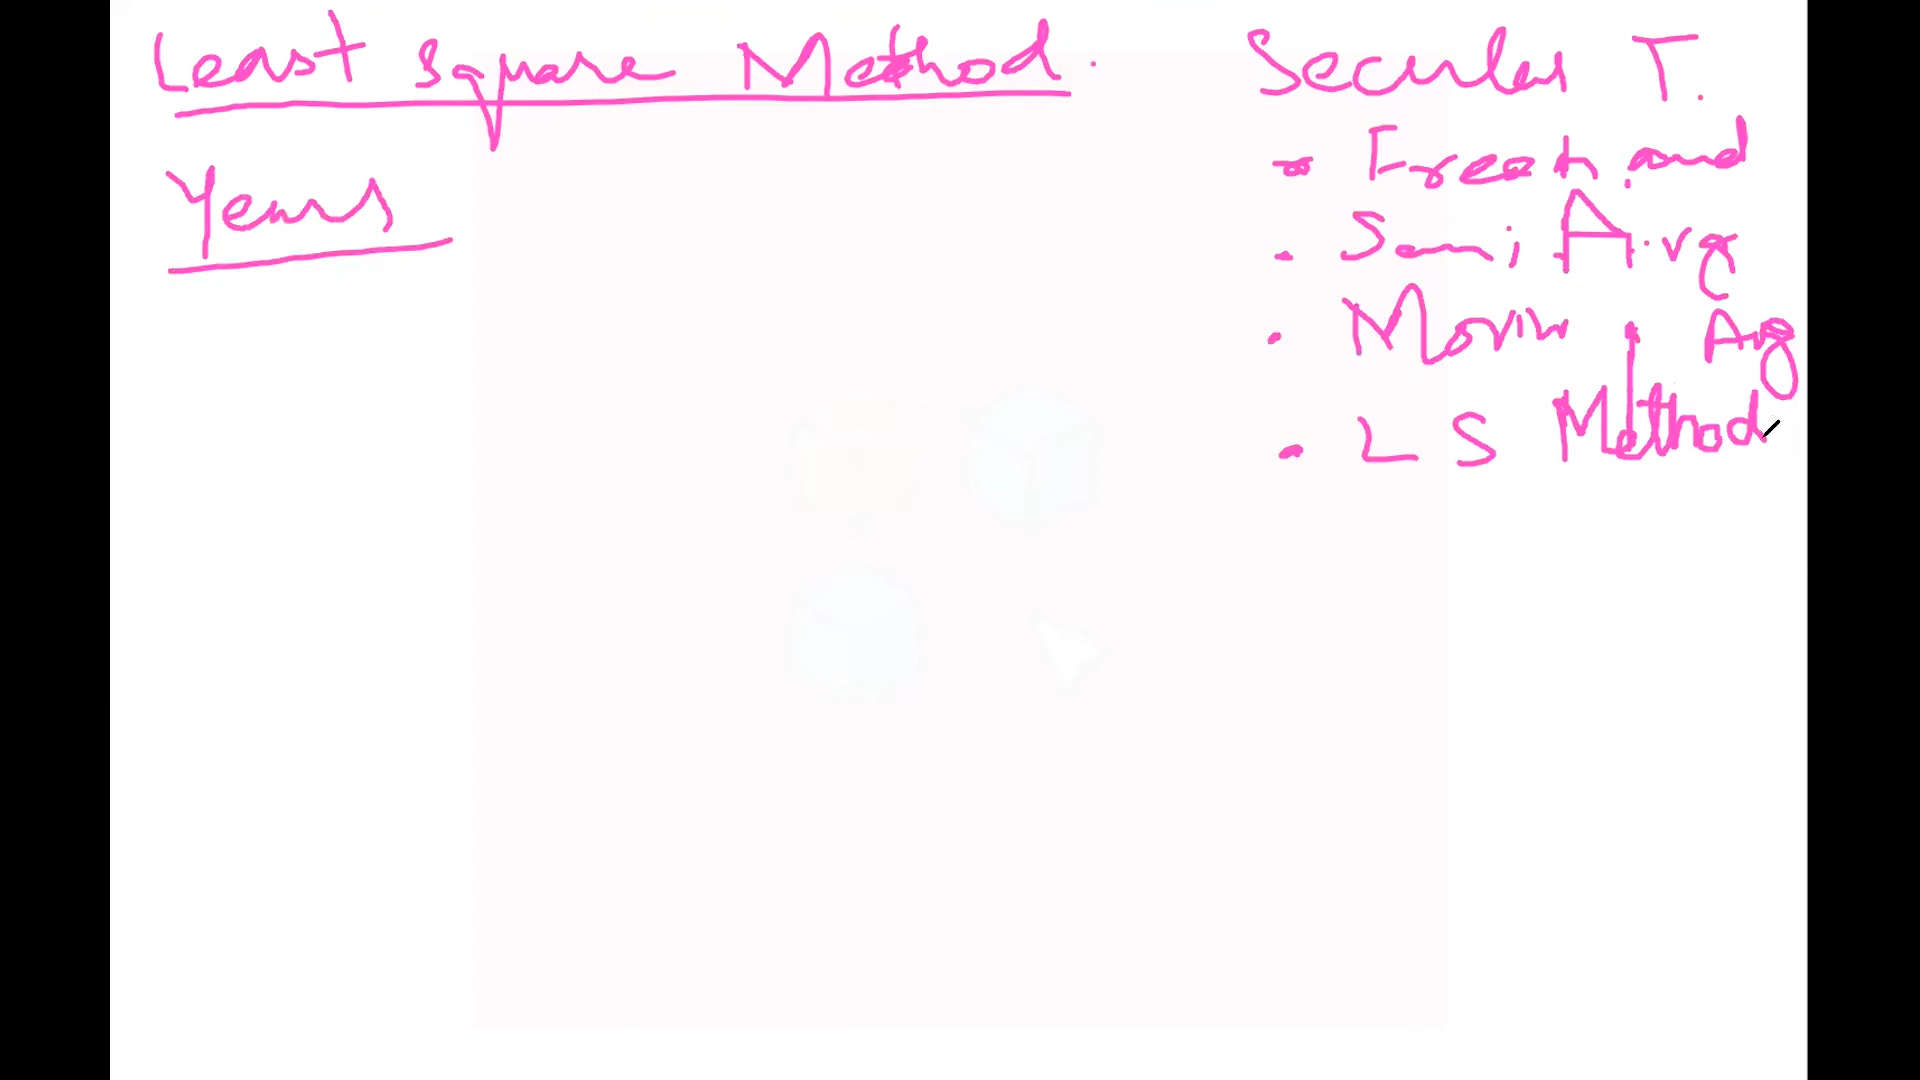 Least Square Method.
Years
Secular T.
Freehand
Semi Avg
Moving Avg
LS Method